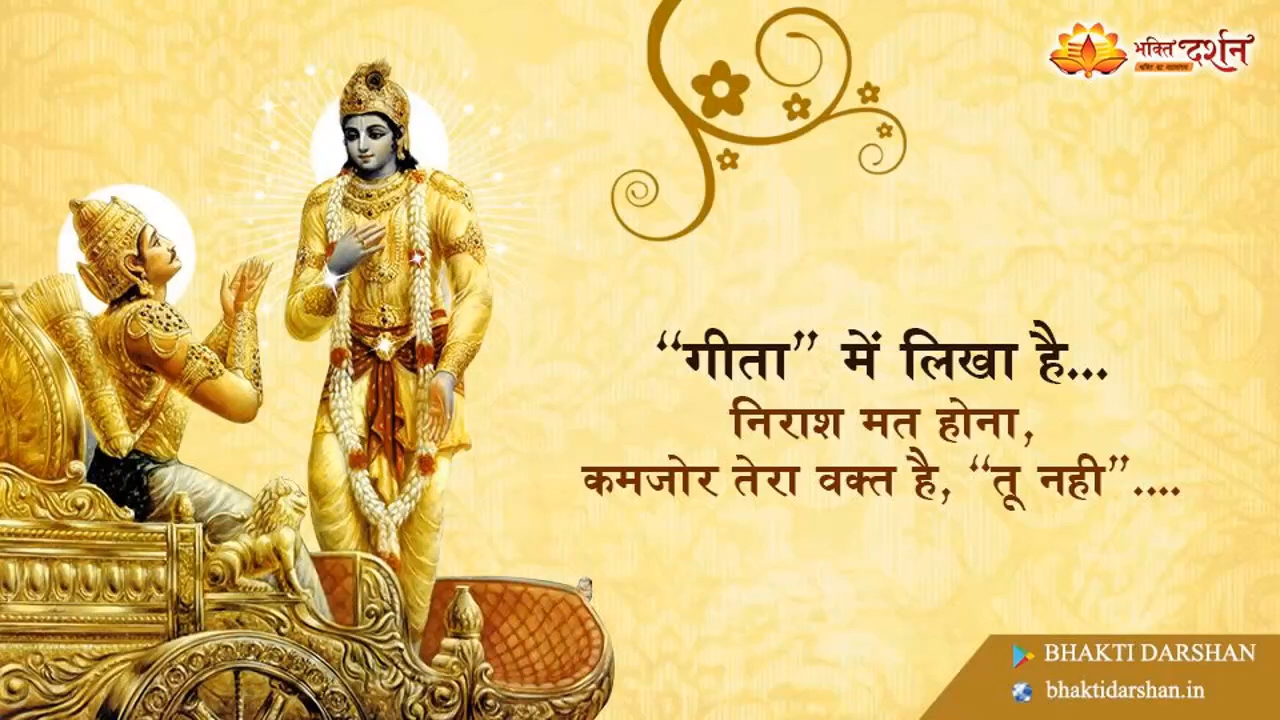 भक्ति दर्शन
“गीता” में लिखा है...
निराश मत होना,
कमजोर तेरा वक्त है, “तू नही”....
BHAKTI DARSHAN
bhaktidarshan.in